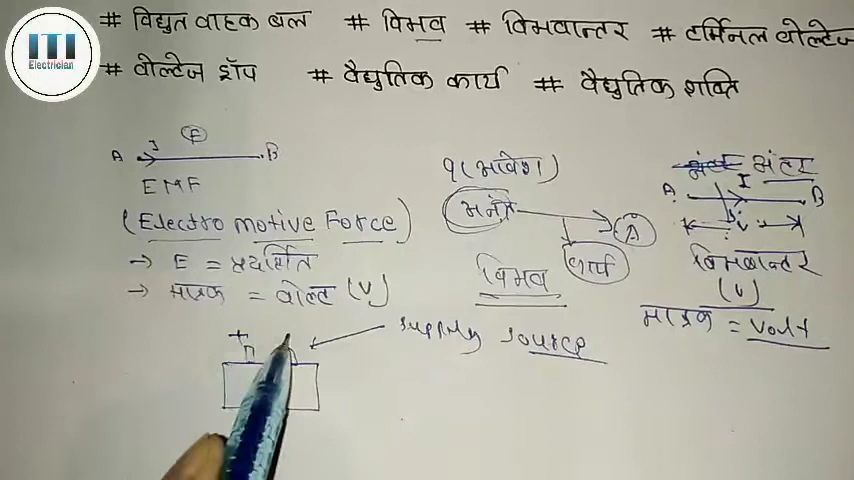 ITI
Electrician
# विद्युत वाहक बल # विभव # विभवान्तर # टर्मिनल वोल्टेज
# वोल्टेज ड्रॉप # वैद्युतिक कार्य # वैद्युतिक शक्ति
A I E B
EMF
(Electro motive Force)
→ E = प्रदर्शित
→ मात्रक = वोल्ट (V)
+
Supply source
१(आवेश)
अनंत A
कार्य
विभव
अंतर
A I B
V
विभवान्तर
(V)
मात्रक = Volt